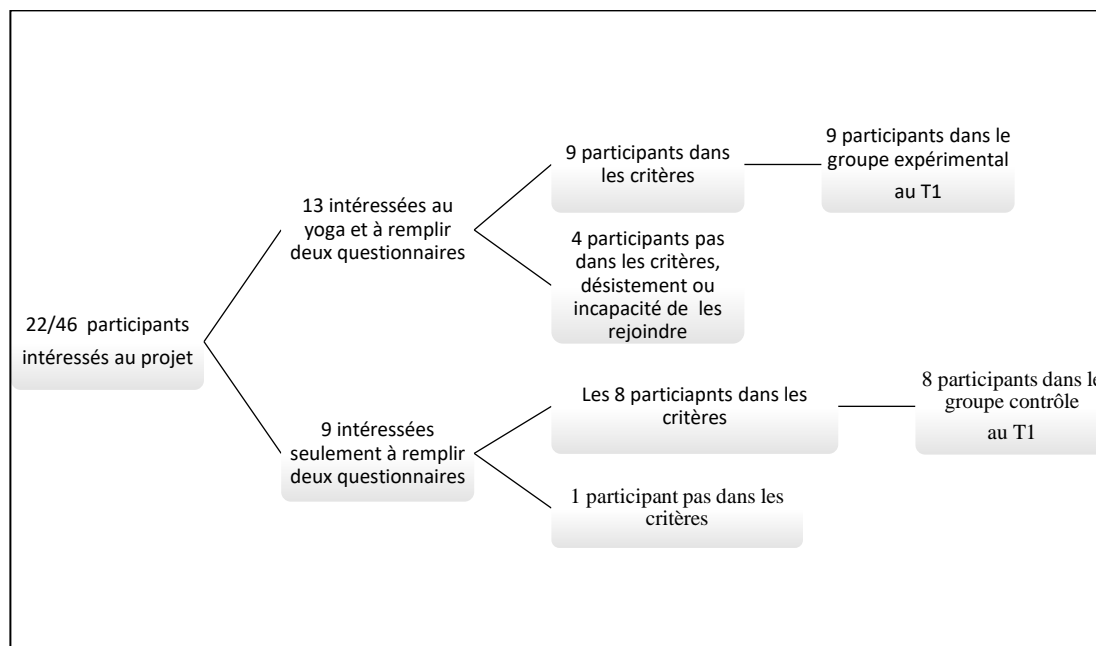 22/46 participants
intéressés au projet
13 intéressées au
yoga et à remplir
deux questionnaires
9 participants dans
les critères
9 participants dans le
groupe expérimental
au T1
4 participants pas
dans les critères,
désistement ou
incapacité de les
rejoindre
9 intéressées
seulement à remplir
deux questionnaires
Les 8 particiapnts dans les
critères
8 participants dans le
groupe contrôle
au T1
1 participant pas dans les
critères